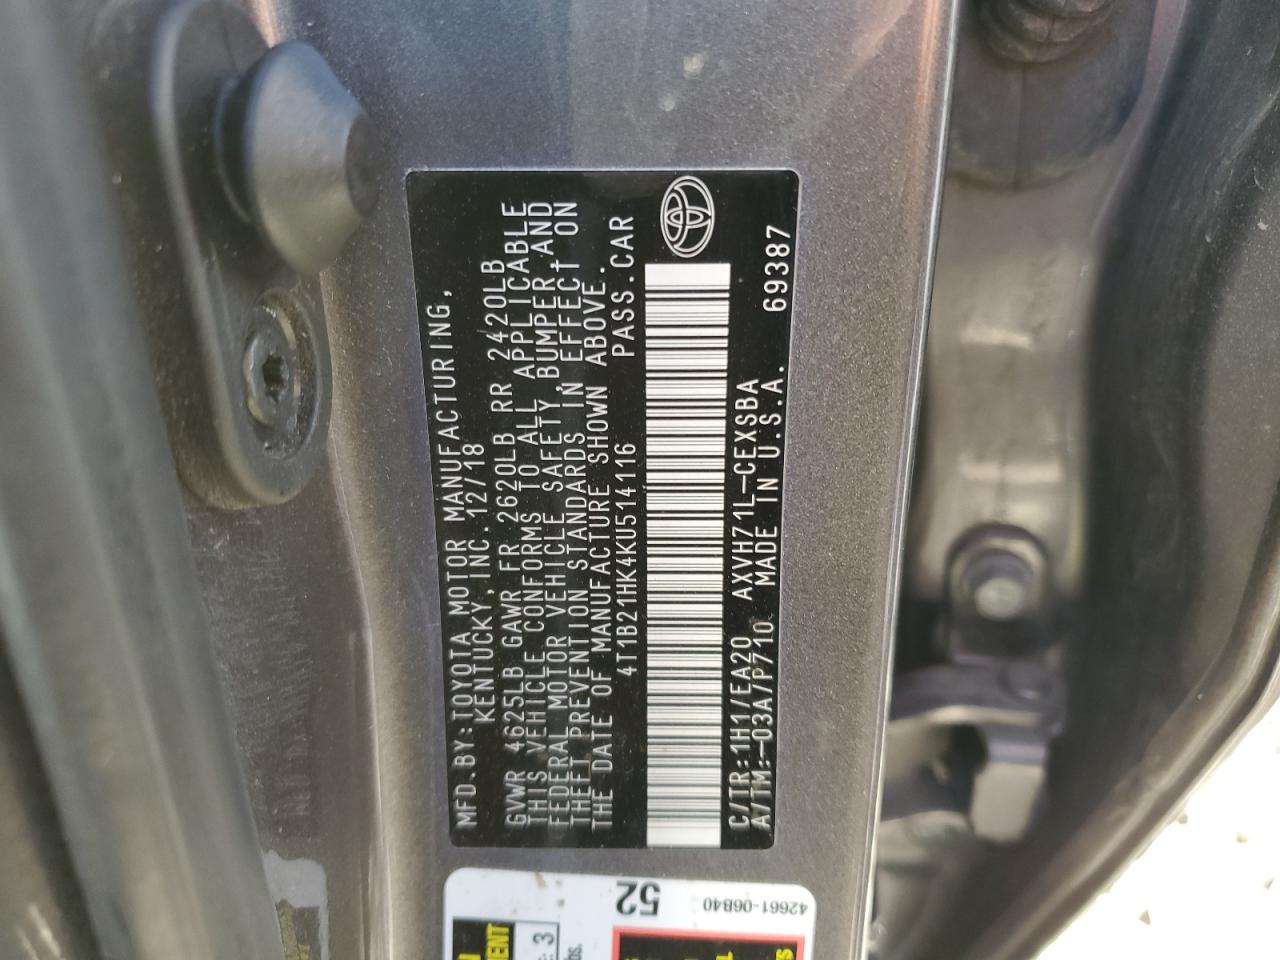 MFD.BY:TOYOTA MOTOR MANUFACTURING,
KENTUCKY,INC. 12/18
GVWR 4625LB GAWR FR 2620LB RR 2420LB
THIS VEHICLE CONFORMS TO ALL APPLICABLE
FEDERAL MOTOR VEHICLE SAFETY, BUMPER, AND
THEFT PREVENTION STANDARDS IN EFFECT ON
THE DATE OF MANUFACTURE SHOWN ABOVE.
4T1B21HK4KU514116 PASS.CAR
C/TR:1H1/EA20 AXVH71L-CEXSBA
A/TM:-03A/P710 MADE IN U.S.A. 69387
52
42661-06B40
3